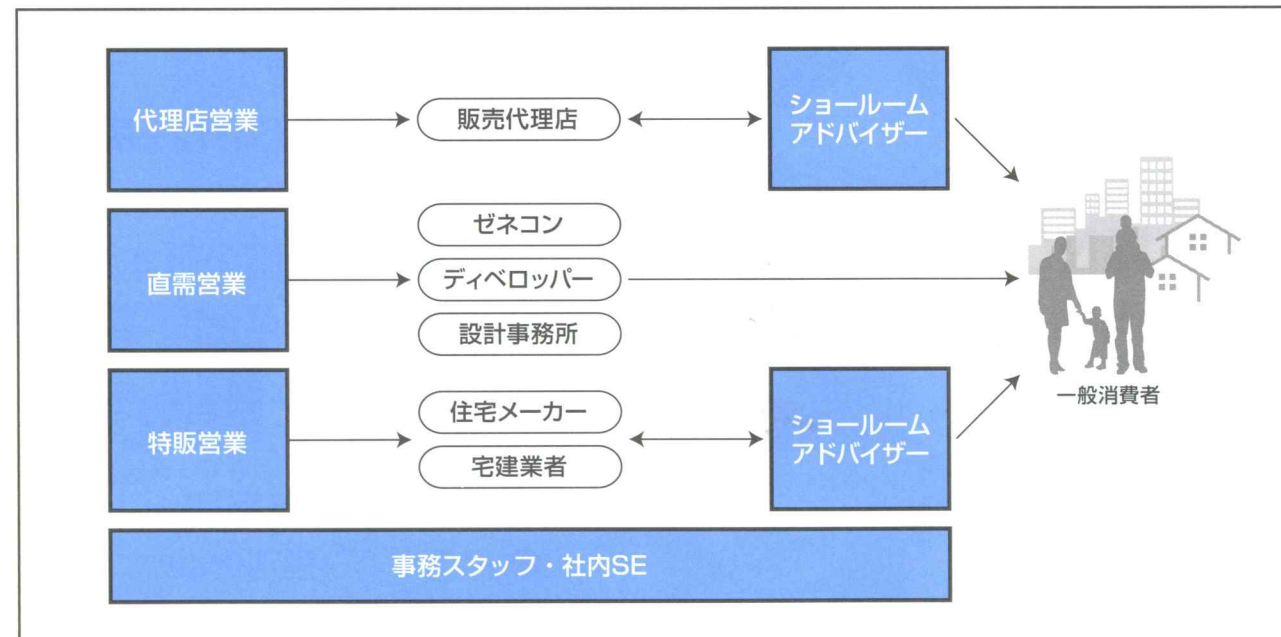 代理店営業
販売代理店
ショールーム
アドバイザー
直需営業
ゼネコン
ディベロッパー
設計事務所
一般消費者
特販営業
住宅メーカー
宅建業者
ショールーム
アドバイザー
事務スタッフ・社内SE